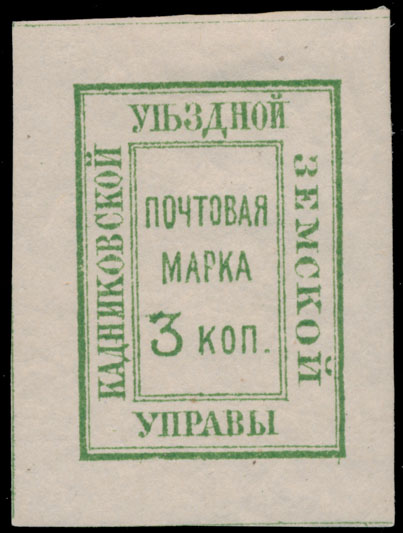 КАДНИКОВСКОЙ
УѢЗДНОЙ
ЗЕМСКОЙ
УПРАВЫ
ПОЧТОВАЯ
МАРКА
3 КОП.